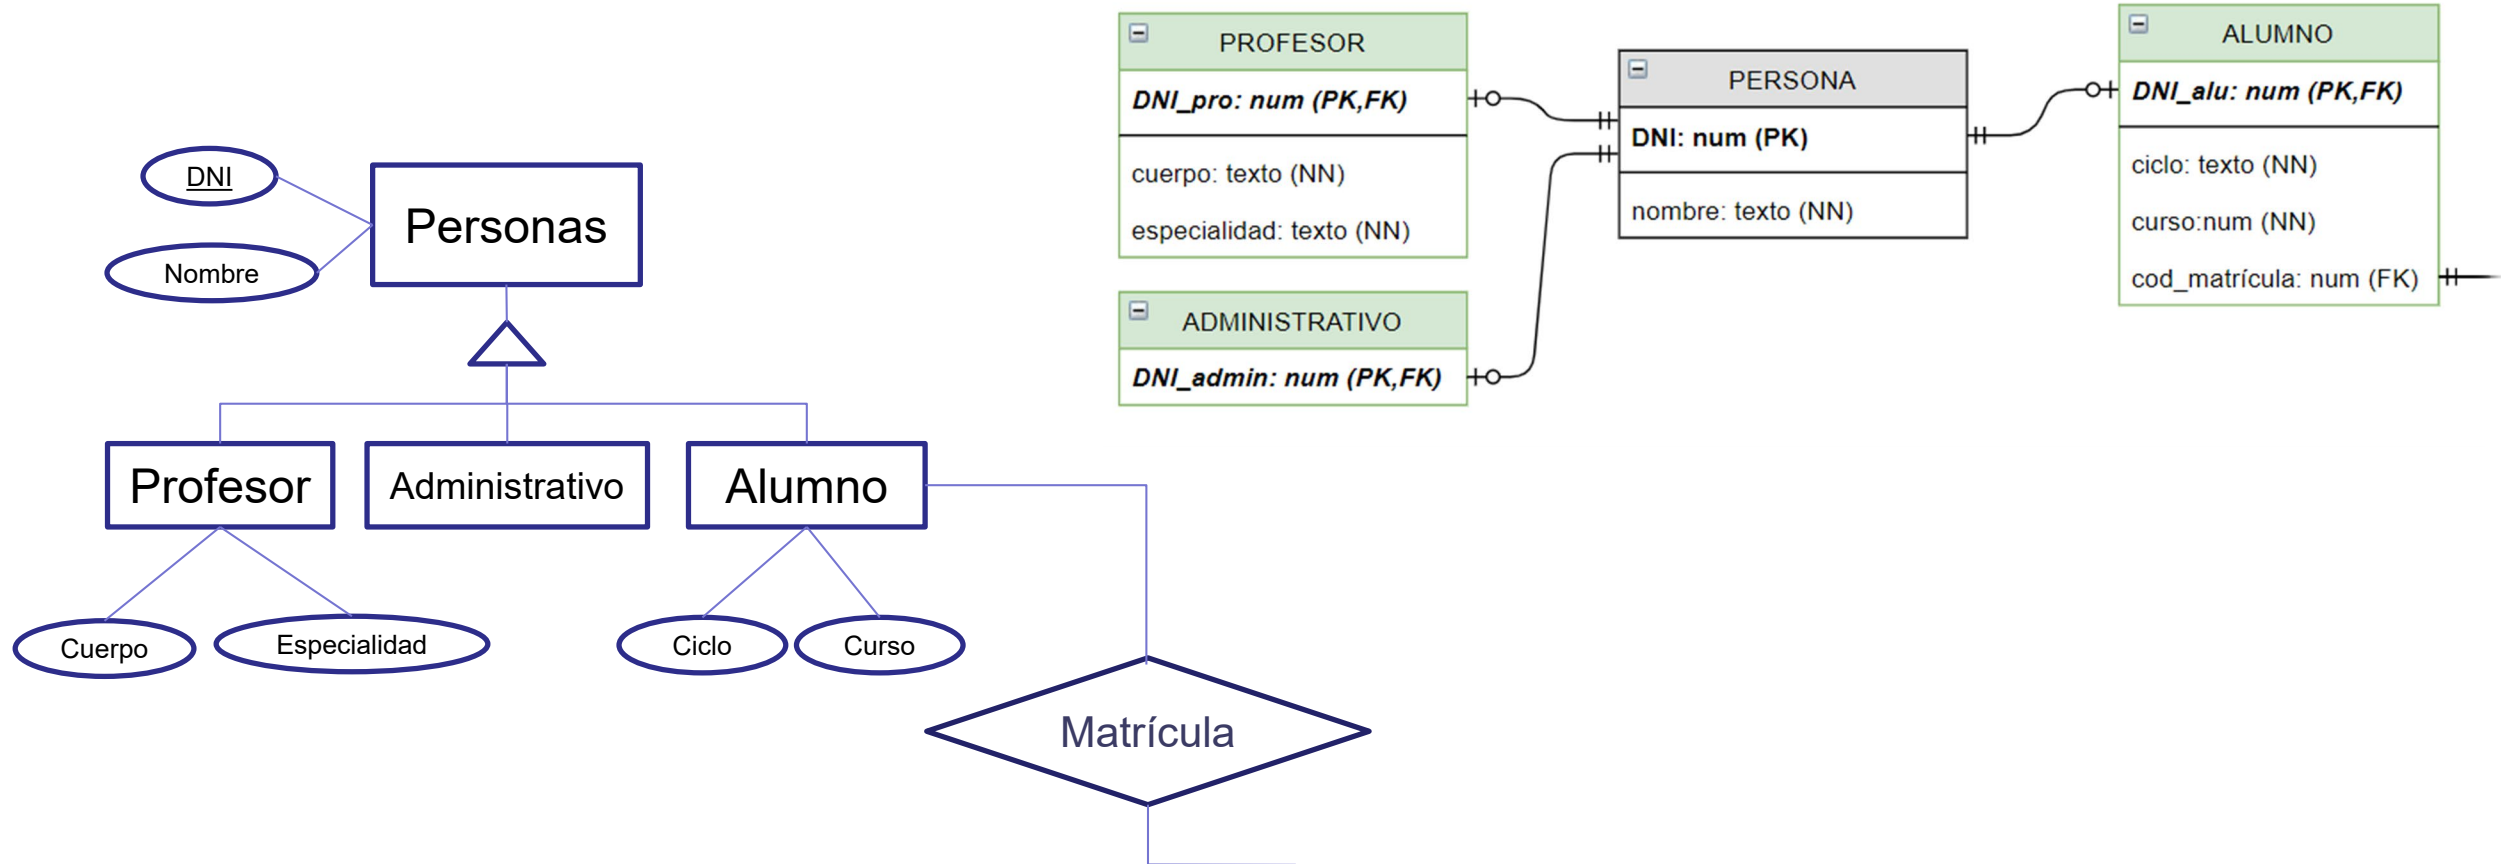 DNI
Nombre
Personas
Profesor
Administrativo
Alumno
Cuerpo
Especialidad
Ciclo
Curso
Matrícula
PROFESOR
DNI_pro: num (PK,FK)
cuerpo: texto (NN)
especialidad: texto (NN)
ADMINISTRATIVO
DNI_admin: num (PK,FK)
PERSONA
DNI: num (PK)
nombre: texto (NN)
ALUMNO
DNI_alu: num (PK,FK)
ciclo: texto (NN)
curso:num (NN)
cod_matrícula: num (FK)